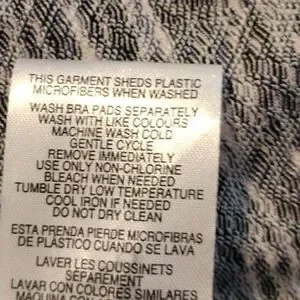 THIS GARMENT SHEDS PLASTIC
MICROFIBERS WHEN WASHED
WASH BRA PADS SEPARATELY
WASH WITH LIKE COLOURS
MACHINE WASH COLD
GENTLE CYCLE
REMOVE IMMEDIATELY
USE ONLY NON-CHLORINE
BLEACH WHEN NEEDED
TUMBLE DRY LOW TEMPERATURE
COOL IRON IF NEEDED
DO NOT DRY CLEAN
ESTA PRENDA PIERDE MICROFIBRAS
DE PLASTICO CUANDO SE LAVA
LAVER LES COUSSINETS
SEPAREMENT
LAVAR CON COLORES SIMILARES
MAQUINA CON